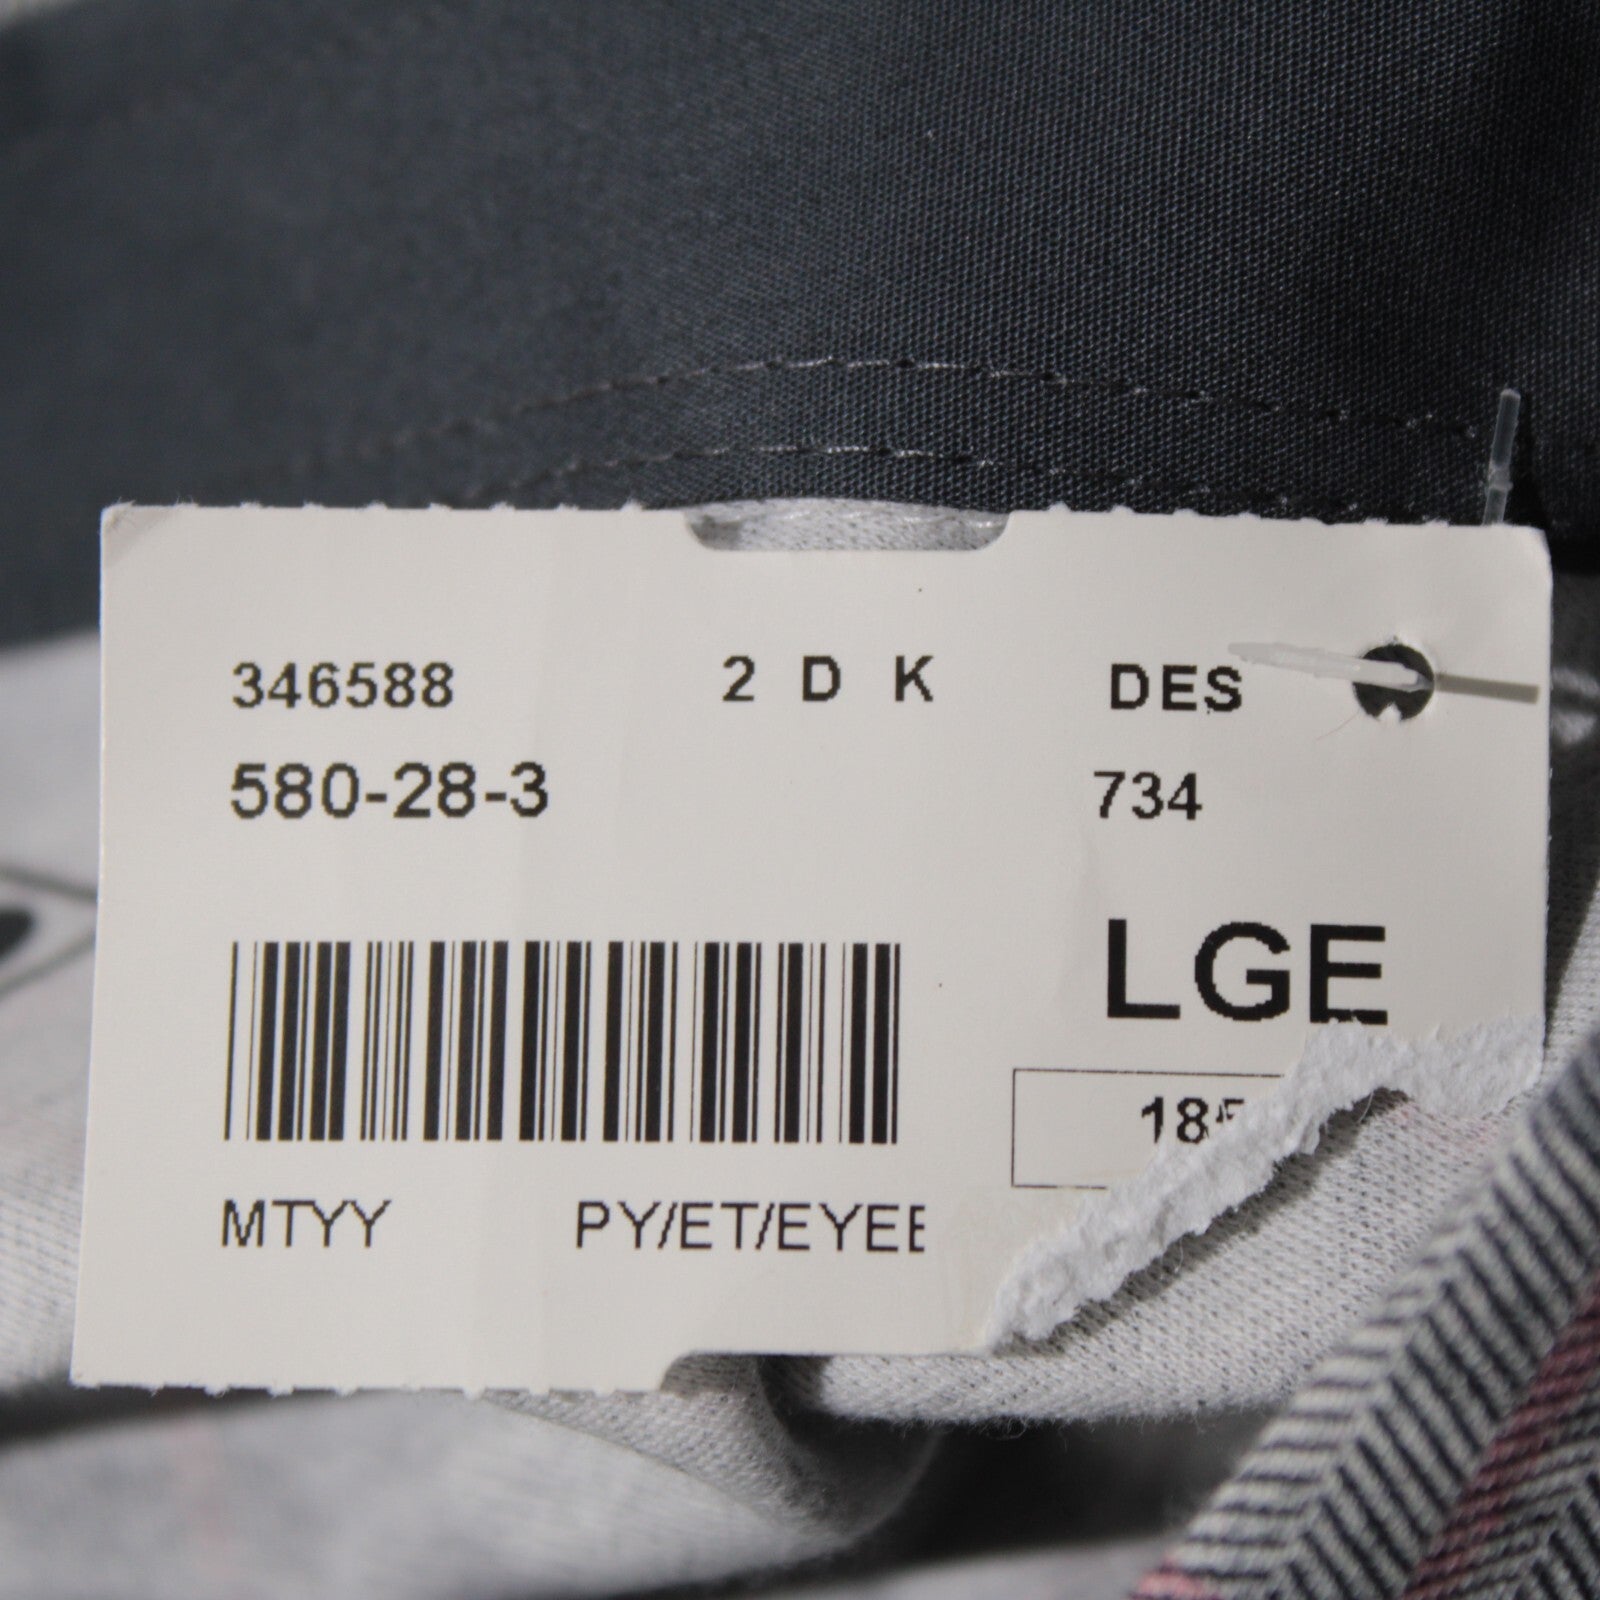 346588 2 D K DES
580-28-3 734
LGE
MTYY PY/ET/EYEE